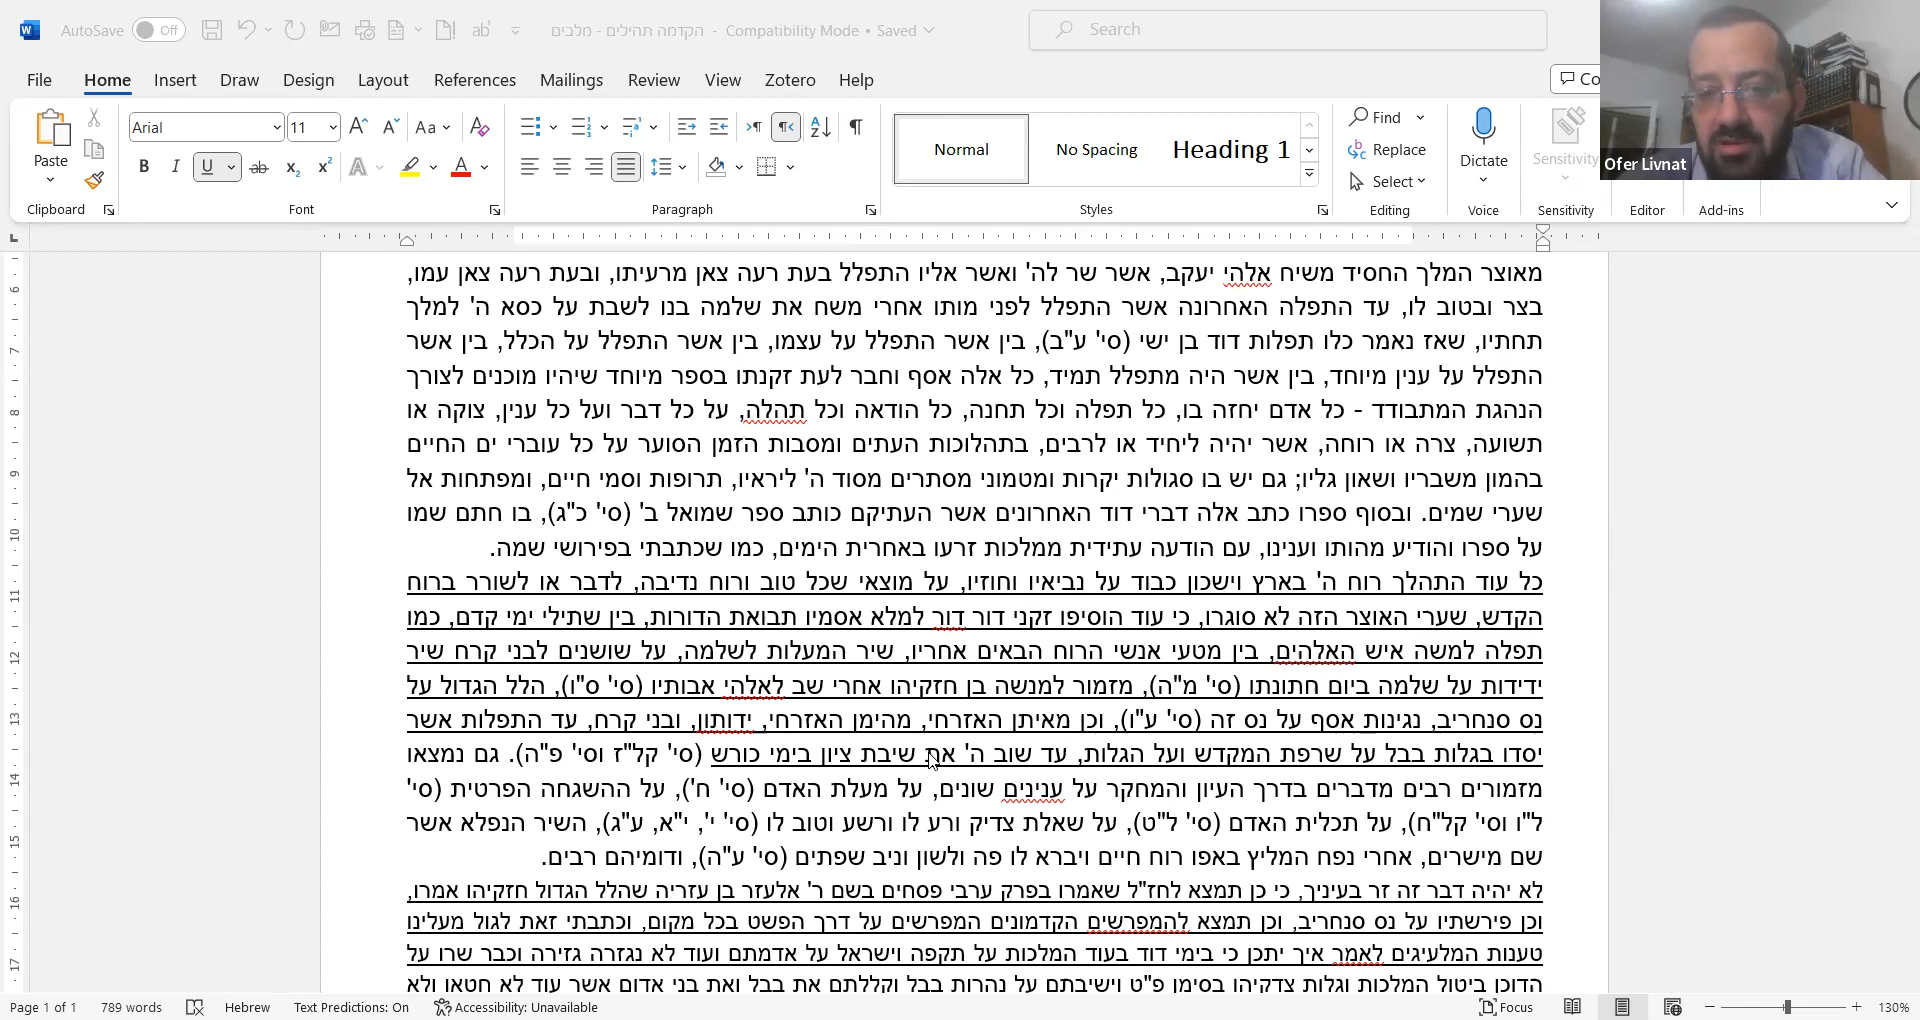 AutoSave Off הקדמה תהילים - מלבים - Compatibility Mode • Saved Search
File Home Insert Draw Design Layout References Mailings Review View Zotero Help Co
Paste Arial 11 Normal No Spacing Heading 1 Find Replace Select Dictate Sensitivity
Ofer Livnat
Clipboard Font Paragraph Styles Editing Voice Sensitivity Editor Add-ins
מאוצר המלך החסיד משיח אלהי יעקב, אשר שר לה' ואשר אליו התפלל בעת רעה צאן מרעיתו, ובעת רעה צאן עמו,
בצר ובטוב לו, עד התפלה האחרונה אשר התפלל לפני מותו אחרי משח את שלמה בנו לשבת על כסא ה' למלך
תחתיו, שאז נאמר כלו תפלות דוד בן ישי (סי' ע"ב), בין אשר התפלל על עצמו, בין אשר התפלל על הכלל, בין אשר
התפלל על ענין מיוחד, בין אשר היה מתפלל תמיד, כל אלה אסף וחבר לעת זקנתו בספר מיוחד שיהיו מוכנים לצורך
הנהגת המתבודד - כל אדם יחזה בו, כל תפלה וכל תחנה, כל הודאה וכל תהלה, על כל דבר ועל כל ענין, צוקה או
תשועה, צרה או רוחה, אשר יהיה ליחיד או לרבים, בתהלוכות העתים ומסבות הזמן הסוער על כל עוברי ים החיים
בהמון משבריו ושאון גליו; גם יש בו סגולות יקרות ומטמוני מסתרים מסוד ה' ליראיו, תרופות וסמי חיים, ומפתחות אל
שערי שמים. ובסוף ספרו כתב אלה דברי דוד האחרונים אשר העתיקם כותב ספר שמואל ב' (סי' כ"ג), בו חתם שמו
על ספרו והודיע מהותו וענינו, עם הודעה עתידית ממלכות זרעו באחרית הימים, כמו שכתבתי בפירושי שמה.
כל עוד התהלך רוח ה' בארץ וישכון כבוד על נביאיו וחוזיו, על מוצאי שכל טוב ורוח נדיבה, לדבר או לשורר ברוח
הקדש, שערי האוצר הזה לא סוגרו, כי עוד הוסיפו זקני דור דור למלא אסמיו תבואת הדורות, בין שתילי ימי קדם, כמו
תפלה למשה איש האלהים, בין מטעי אנשי הרוח הבאים אחריו, שיר המעלות לשלמה, על שושנים לבני קרח שיר
ידידות על שלמה ביום חתונתו (סי' מ"ה), מזמור למנשה בן חזקיהו אחרי שב לאלהי אבותיו (סי' ס"ו), הלל הגדול על
נס סנחריב, נגינות אסף על נס זה (סי' ע"ו), וכן מאיתן האזרחי, מהימן האזרחי, ידותון, ובני קרח, עד התפלות אשר
יסדו בגלות בבל על שרפת המקדש ועל הגלות, עד שוב ה' את שיבת ציון בימי כורש (סי' קל"ז וסי' פ"ה). גם נמצאו
מזמורים רבים מדברים בדרך העיון והמחקר על ענינים שונים, על מעלת האדם (סי' ח'), על ההשגחה הפרטית (סי'
ל"ו וסי' קל"ח), על תכלית האדם (סי' ל"ט), על שאלת צדיק ורע לו ורשע וטוב לו (סי' י', י"א, ע"ג), השיר הנפלא אשר
שם מישרים, אחרי נפח המליץ באפו רוח חיים ויברא לו פה ולשון וניב שפתים (סי' ע"ה), ודומיהם רבים.
לא יהיה דבר זה זר בעיניך, כי כן תמצא לחז"ל שאמרו בפרק ערבי פסחים בשם ר' אלעזר בן עזריה שהלל הגדול חזקיהו אמרו,
וכן פירשתיו על נס סנחריב, וכן תמצא להמפרשים הקדמונים המפרשים על דרך הפשט בכל מקום, וכתבתי זאת לגול מעלינו
טענות המלעיגים לאמר איך יתכן כי בימי דוד בעוד המלכות על תקפה וישראל על אדמתם ועוד לא נגזרה גזירה וכבר שרו על
הדוכן ביטול המלכות וגלות צדקיהו בסימן פ"ט וישיבתם על נהרות בבל וקללתם את בבל ואת בני אדום אשר עוד לא חטאו ולא
Page 1 of 1 789 words Hebrew Text Predictions: On Accessibility: Unavailable Focus 130%